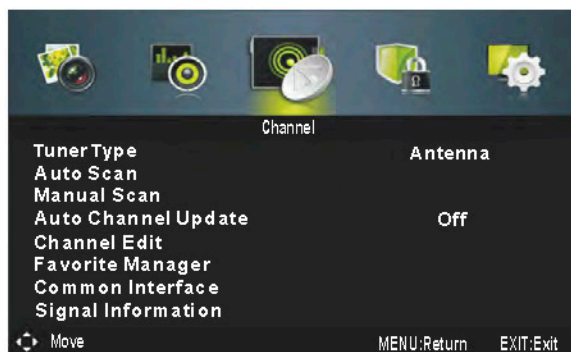 Channel
Tuner Type Antenna
Auto Scan
Manual Scan
Auto Channel Update Off
Channel Edit
Favorite Manager
Common Interface
Signal Information
Move MENU:Return EXIT:Exit